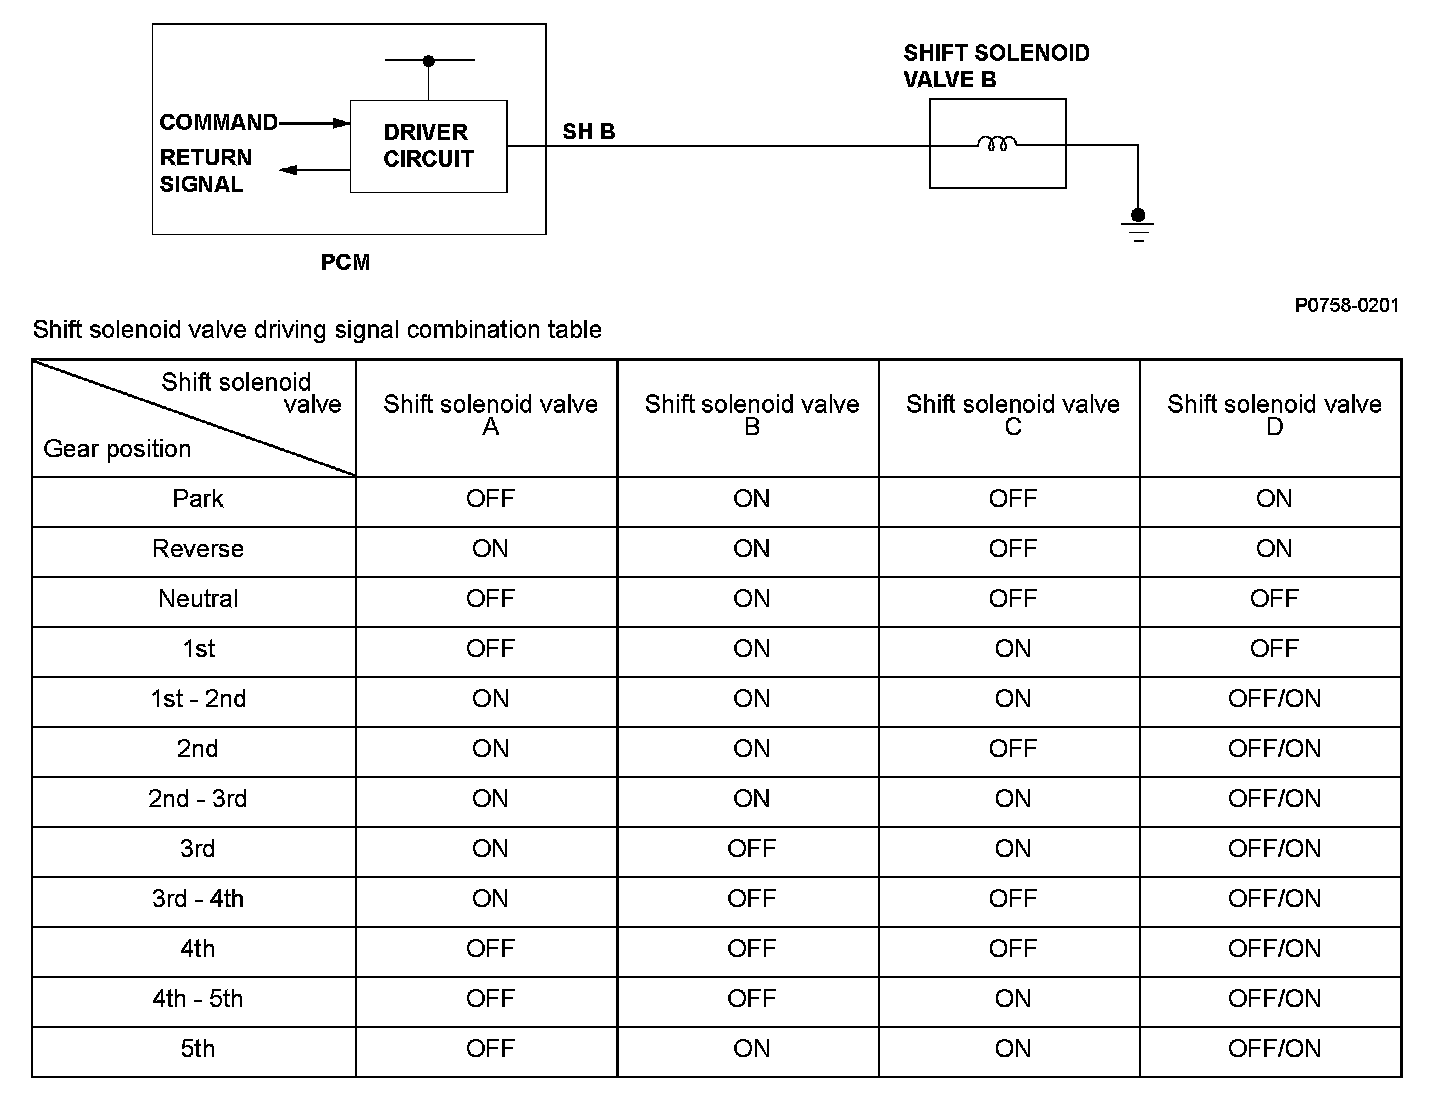 SHIFT SOLENOID
VALVE B
COMMAND
DRIVER
CIRCUIT
RETURN
SIGNAL
SH B
PCM
P0758-0201
Shift solenoid valve driving signal combination table
Shift solenoid
valve
Gear position
Shift solenoid valve
A
Shift solenoid valve
B
Shift solenoid valve
C
Shift solenoid valve
D
Park OFF ON OFF ON
Reverse ON ON OFF ON
Neutral OFF ON OFF OFF
1st OFF ON ON OFF
1st - 2nd ON ON ON OFF/ON
2nd ON ON OFF OFF/ON
2nd - 3rd ON ON ON OFF/ON
3rd ON OFF ON OFF/ON
3rd - 4th ON OFF OFF OFF/ON
4th OFF OFF OFF OFF/ON
4th - 5th OFF OFF ON OFF/ON
5th OFF ON ON OFF/ON